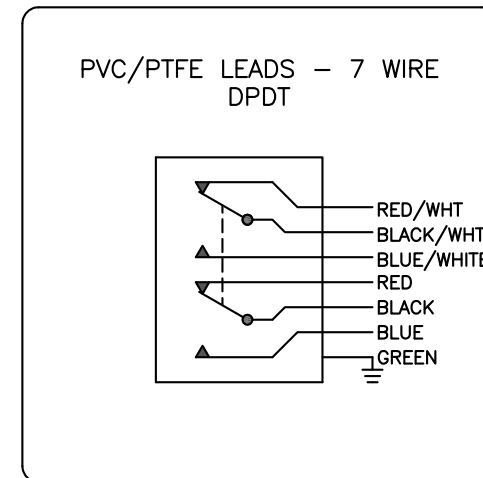 PVC/PTFE LEADS – 7 WIRE
DPDT
RED/WHT
BLACK/WHT
BLUE/WHITE
RED
BLACK
BLUE
GREEN